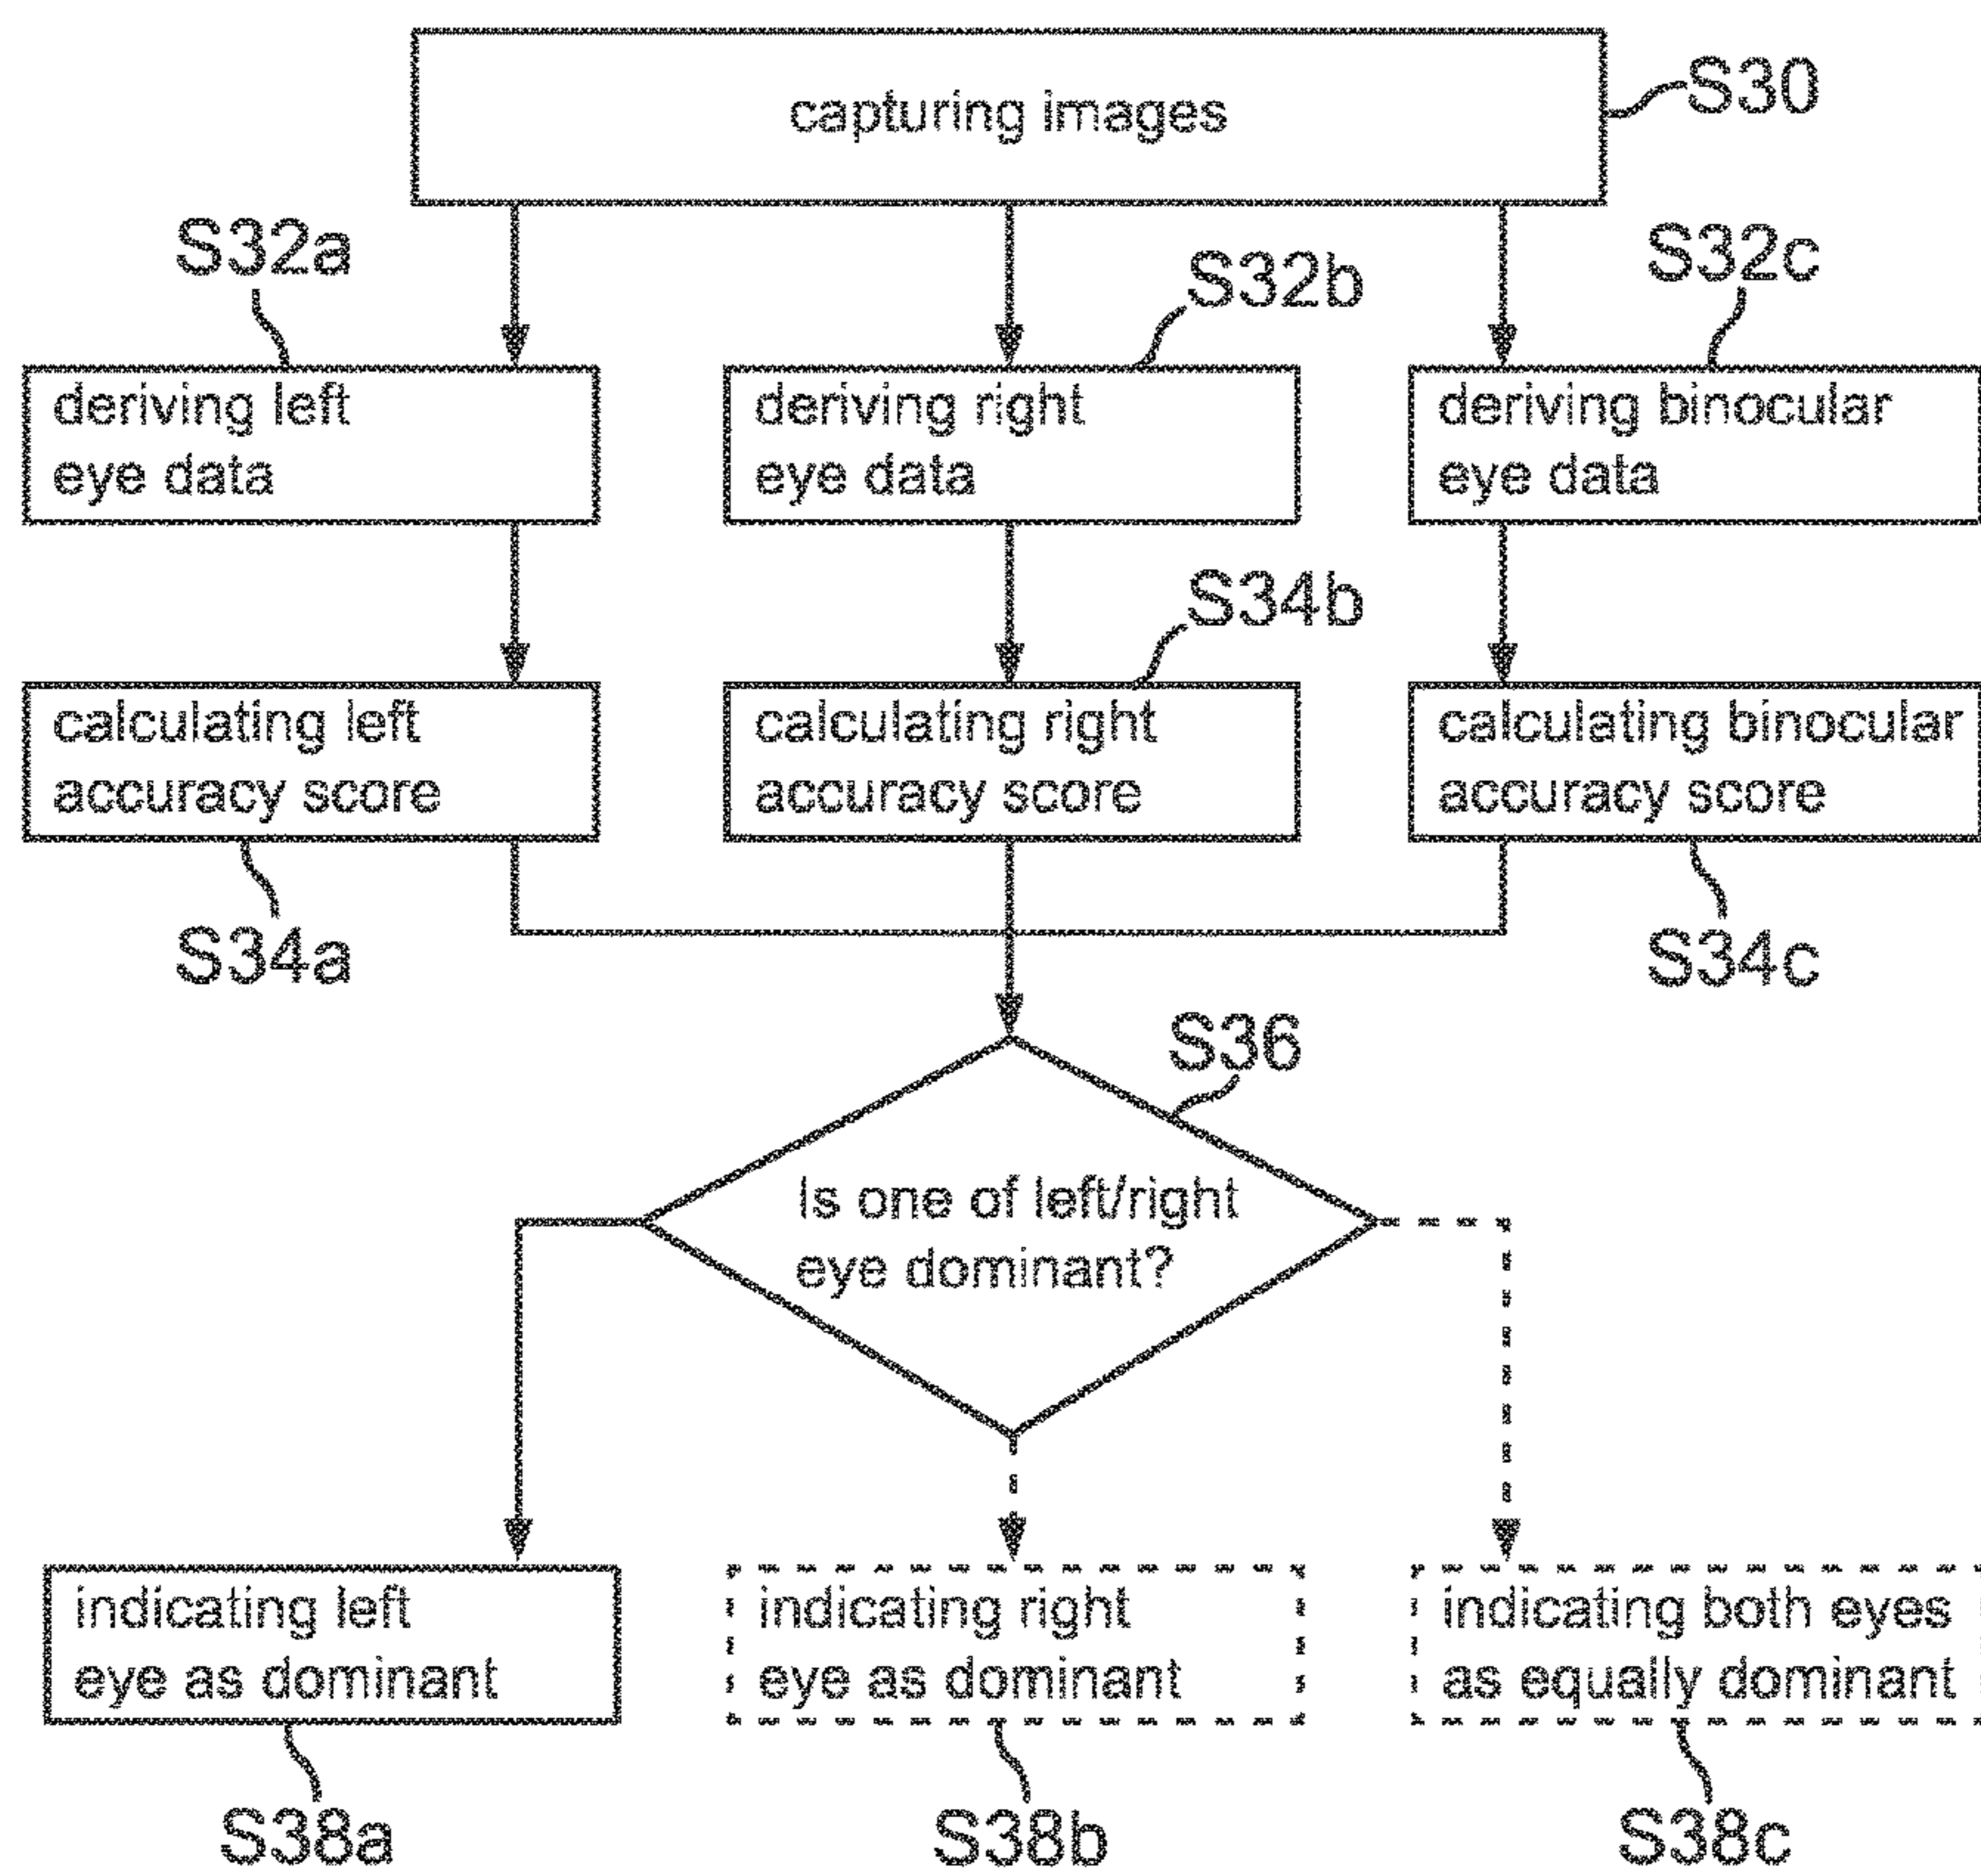 capturing images
S30
S32a
S32b
S32c
deriving left
eye data
deriving right
eye data
deriving binocular
eye data
S34b
calculating left
accuracy score
calculating right
accuracy score
calculating binocular
accuracy score
S34a
S34c
S36
Is one of left/right
eye dominant?
indicating left
eye as dominant
indicating right
eye as dominant
indicating both eyes
as equally dominant
S38a
S38b
S38c